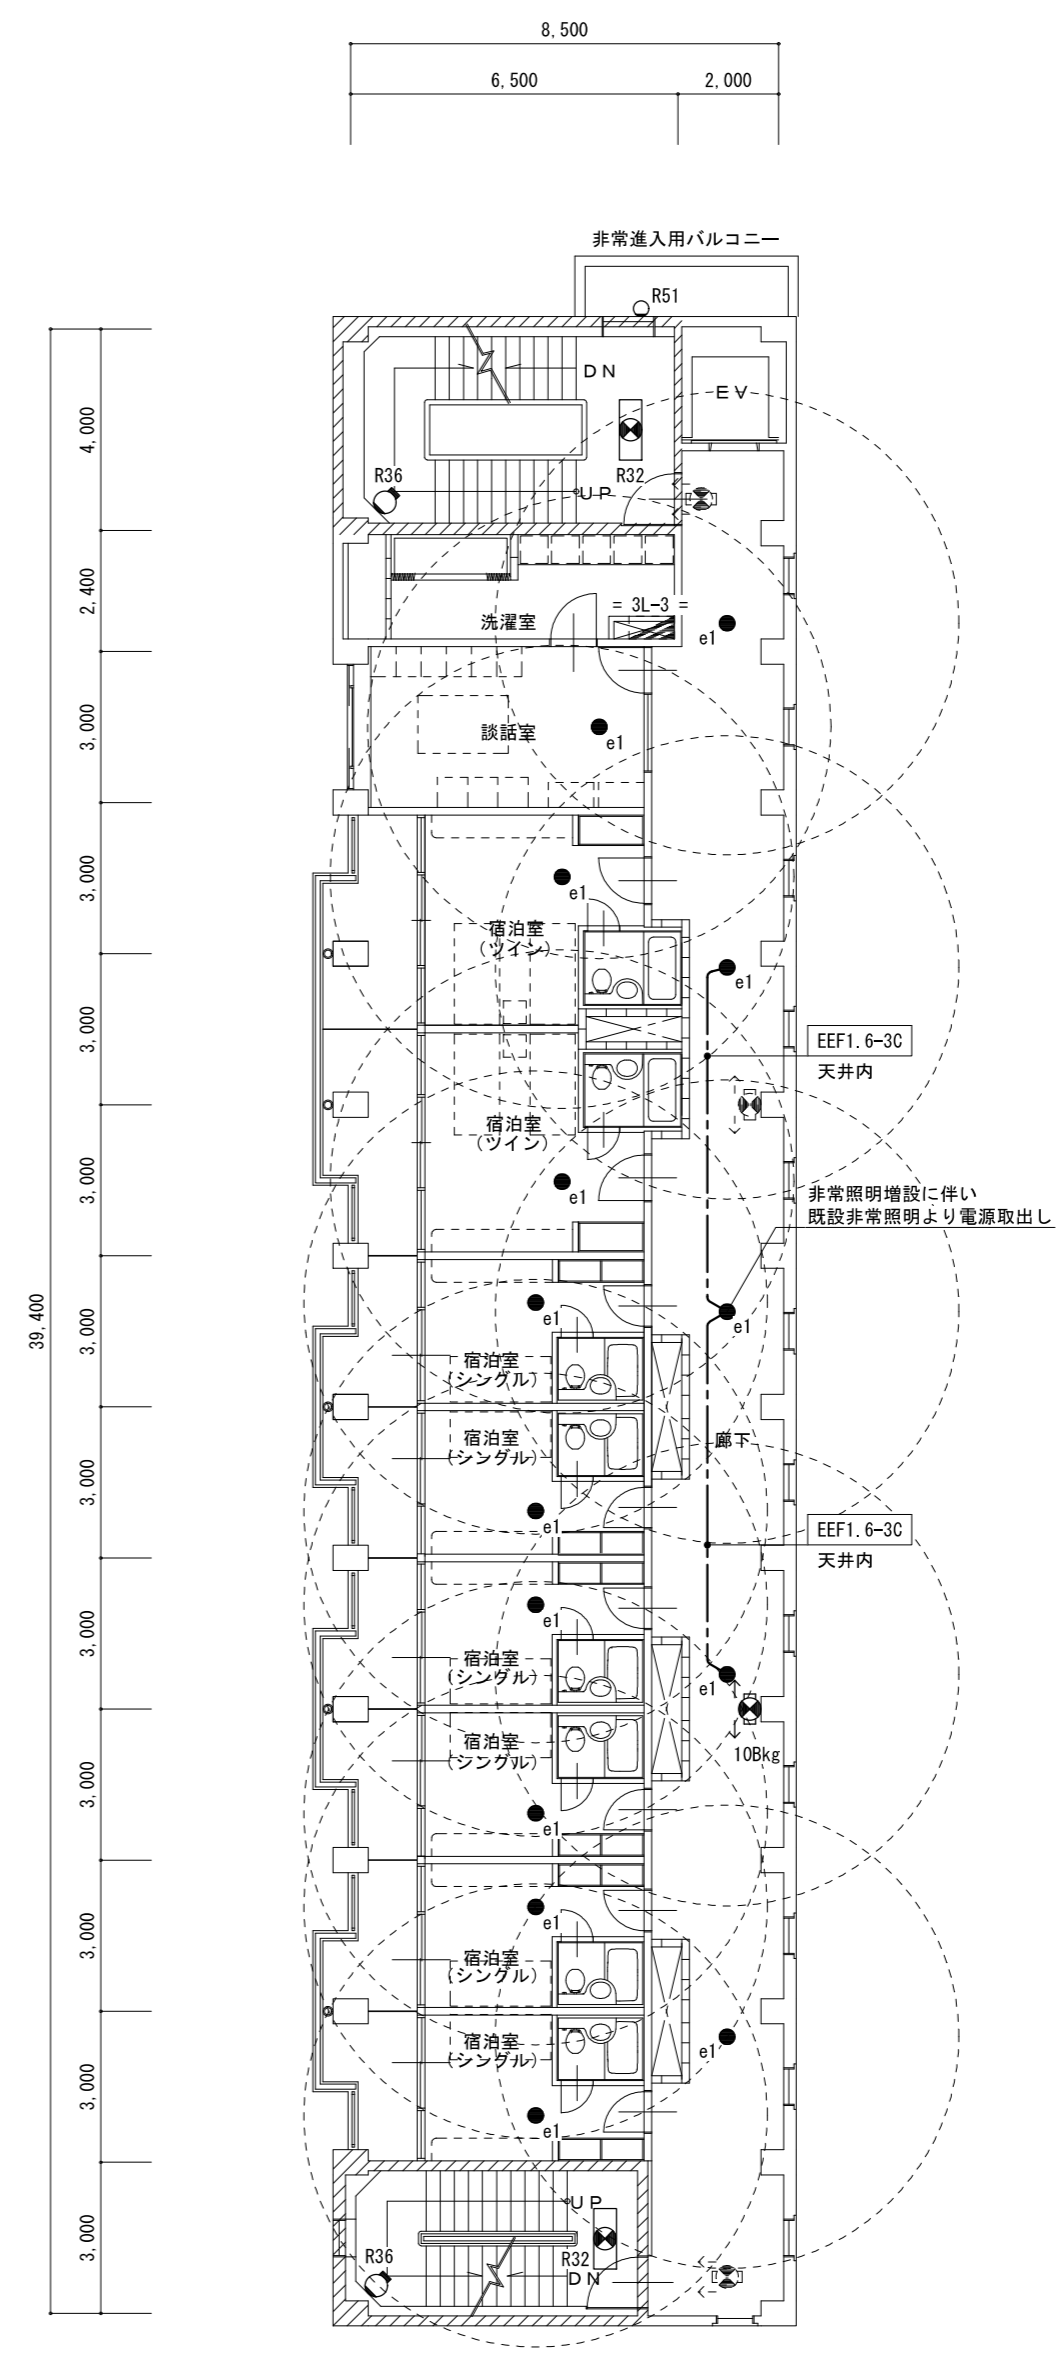 8,500
6,500
2,000
非常進入用バルコニー
R51
DN
EV
4,000
R36
R32
UP
2,400
洗濯室
= 3L-3 =
e1
3,000
談話室
e1
3,000
e1
宿泊室
(ツイン)
e1
3,000
EEF1.6-3C
天井内
宿泊室
(ツイン)
3,000
e1
非常照明増設に伴い
既設非常照明より電源取出し
39,400
3,000
e1
e1
宿泊室
(シングル)
宿泊室
(シングル)
廊下
3,000
e1
EEF1.6-3C
天井内
3,000
e1
宿泊室
(シングル)
e1
宿泊室
(シングル)
10Bkg
3,000
e1
3,000
e1
宿泊室
(シングル)
宿泊室
(シングル)
e1
3,000
e1
UP
3,000
R36
R32
DN